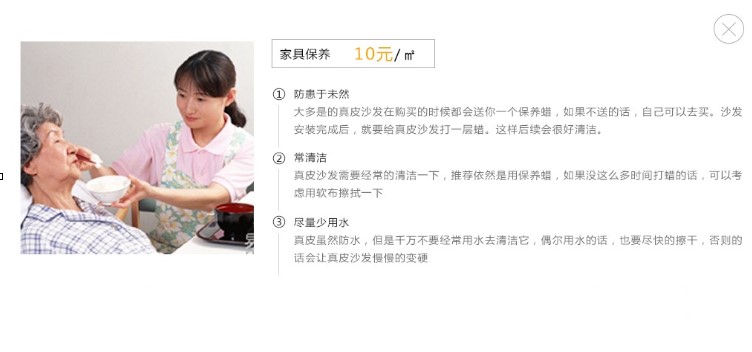 家具保养 10元/㎡
① 防患于未然
大多是的真皮沙发在购买的时候都会送你一个保养蜡，如果不送的话，自己可以去买。沙发
安装完成后，就要给真皮沙发打一层蜡。这样后续会很好清洁。
② 常清洁
真皮沙发需要经常的清洁一下，推荐依然是用保养蜡，如果没这么多时间打蜡的话，可以考
虑用软布擦拭一下
③ 尽量少用水
真皮虽然防水，但是千万不要经常用水去清洁它，偶尔用水的话，也要尽快的擦干，否则的
话会让真皮沙发慢慢的变硬